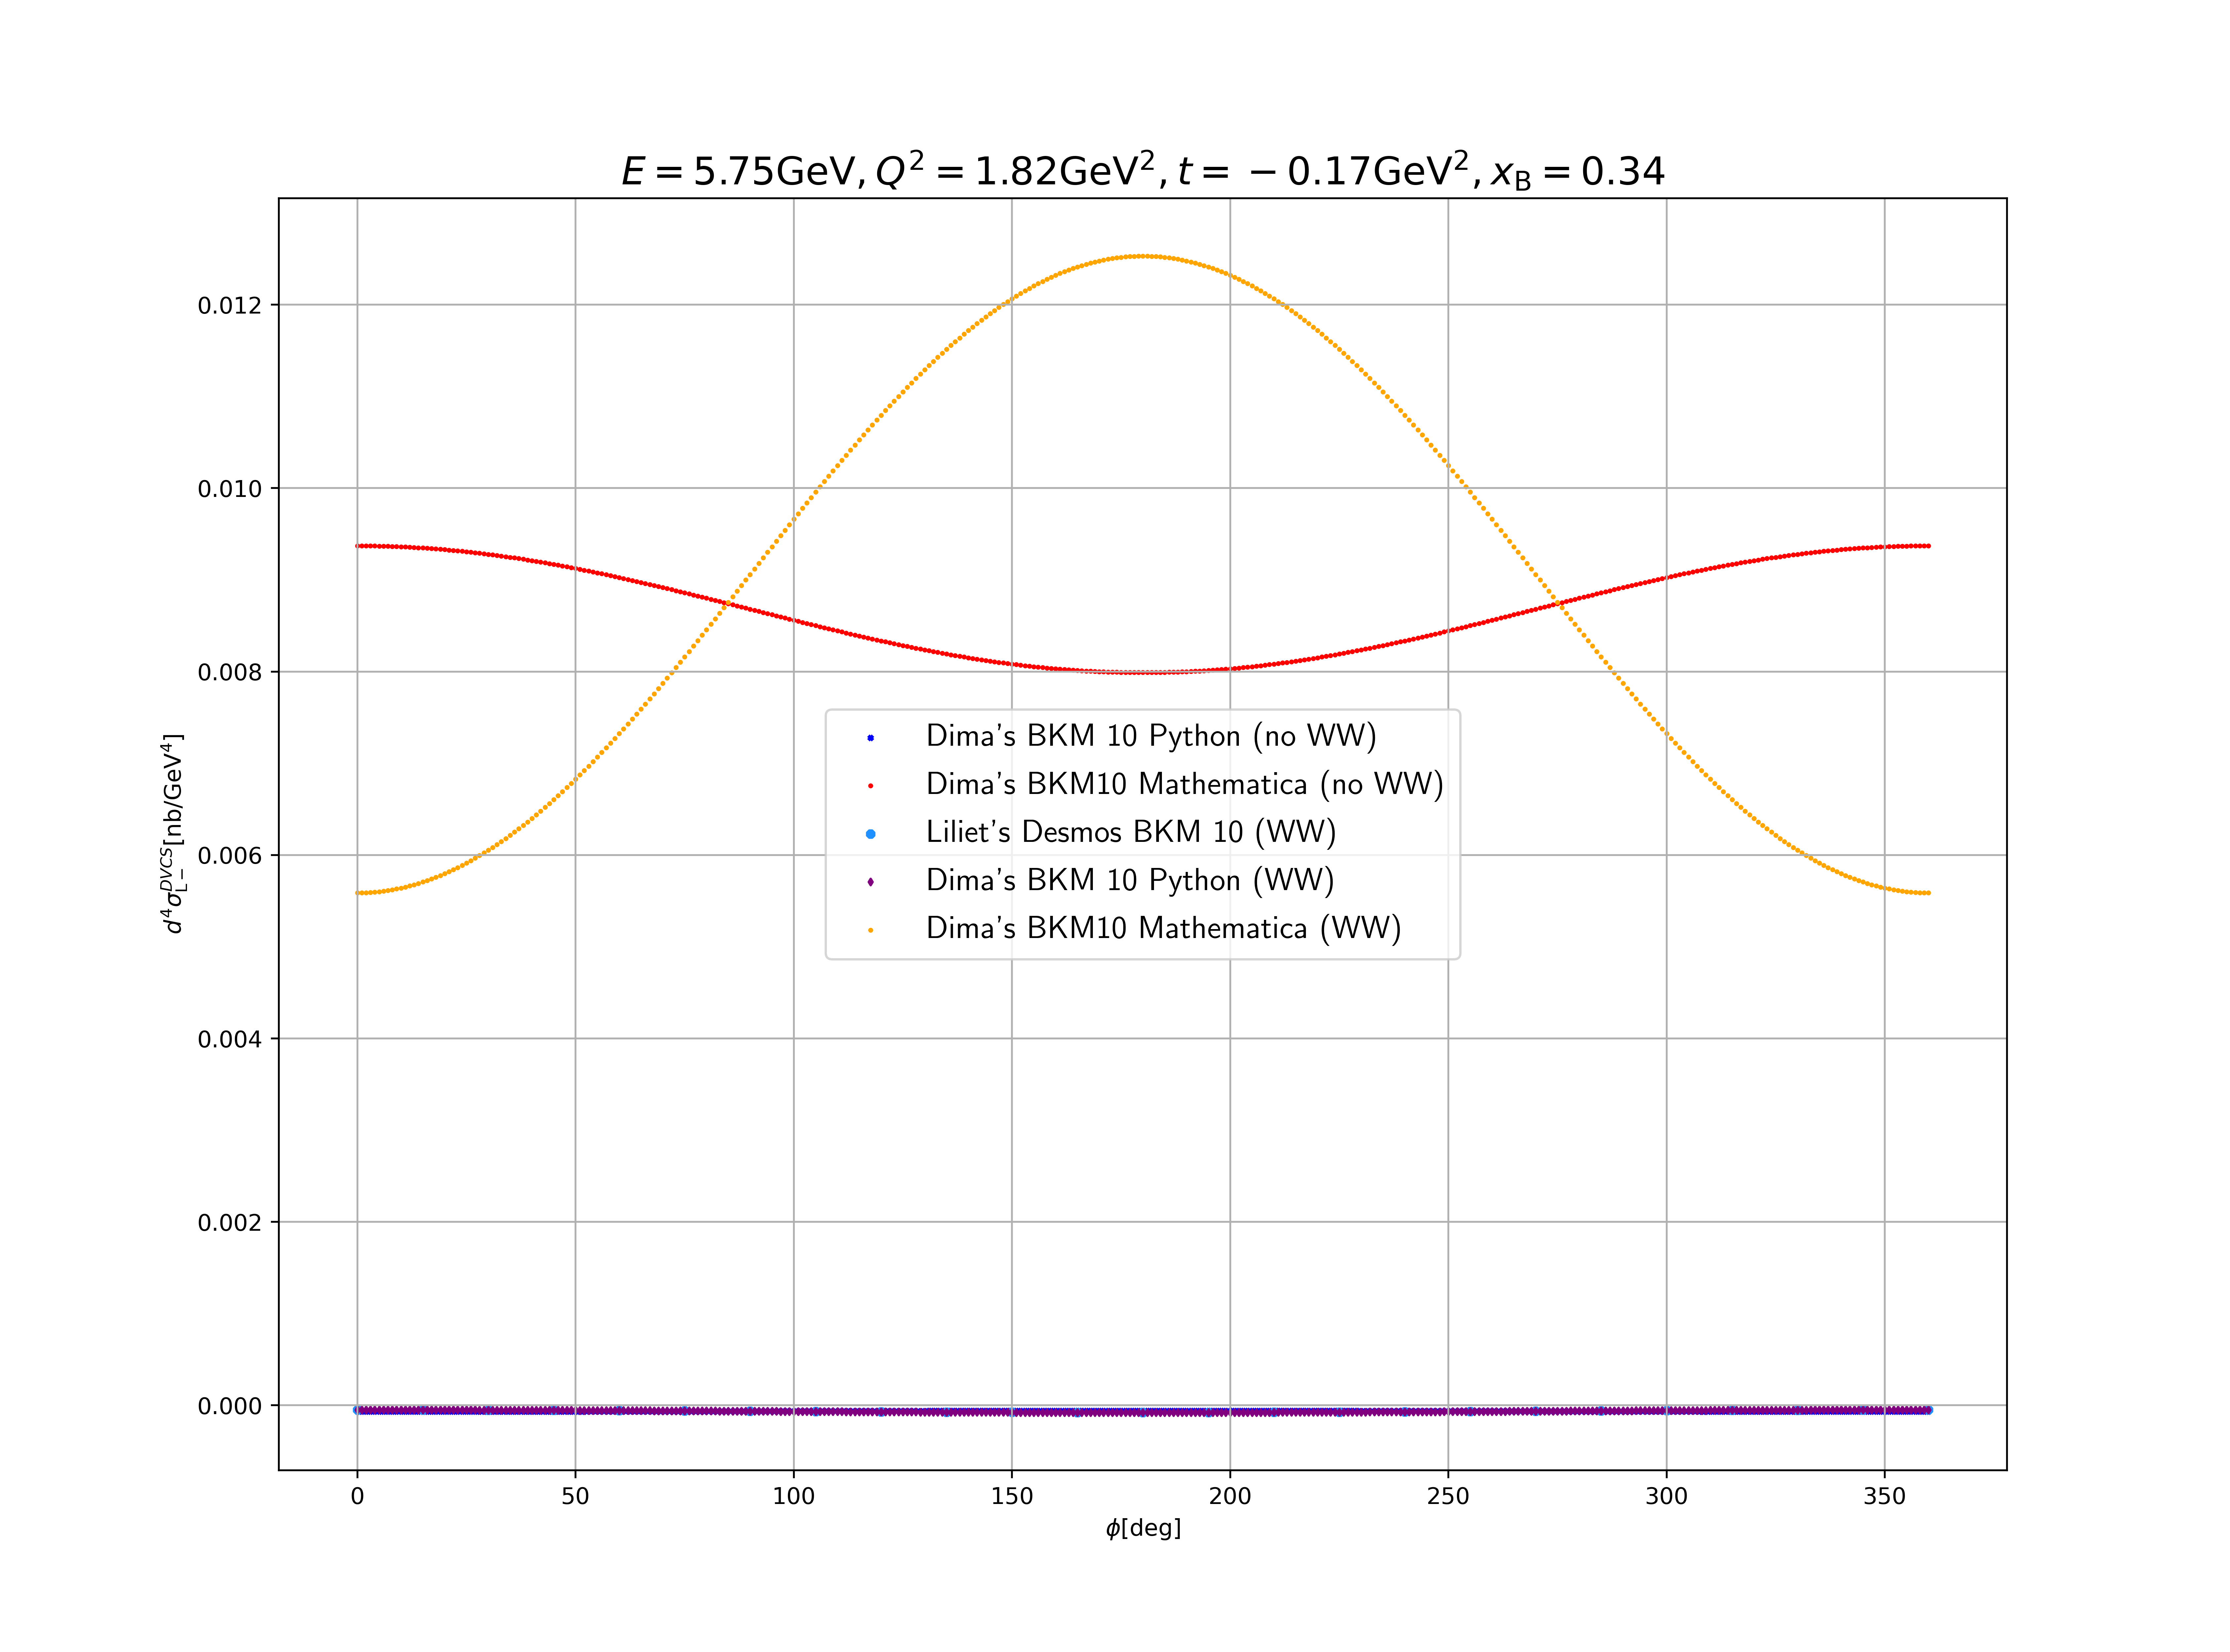 E = 5.75GeV, Q² = 1.82GeV², t = −0.17GeV², x_B = 0.34
d⁴σ_L−^DVCS[nb/GeV⁴]
0.012
0.010
0.008
0.006
0.004
0.002
0.000
Dima's BKM 10 Python (no WW)
Dima's BKM10 Mathematica (no WW)
Liliet's Desmos BKM 10 (WW)
Dima's BKM 10 Python (WW)
Dima's BKM10 Mathematica (WW)
0 50 100 150 200 250 300 350
ϕ[deg]